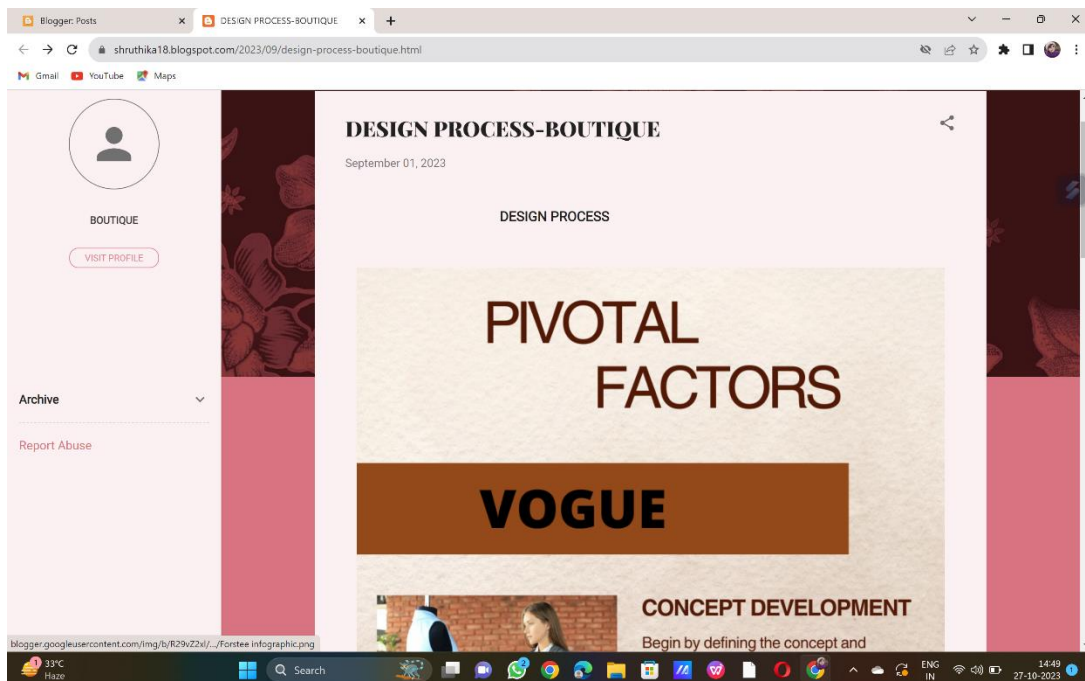 Blogger: Posts
DESIGN PROCESS-BOUTIQUE
shruthika18.blogspot.com/2023/09/design-process-boutique.html
Gmail YouTube Maps
BOUTIQUE
VISIT PROFILE
Archive
Report Abuse
DESIGN PROCESS-BOUTIQUE
September 01, 2023
DESIGN PROCESS
PIVOTAL
FACTORS
VOGUE
CONCEPT DEVELOPMENT
Begin by defining the concept and
blogger.googleusercontent.com/img/b/R29vZ2xl/.../Forstee infographic.png
1
33°C
Haze
Search
ENG
IN
14:49
27-10-2023
1